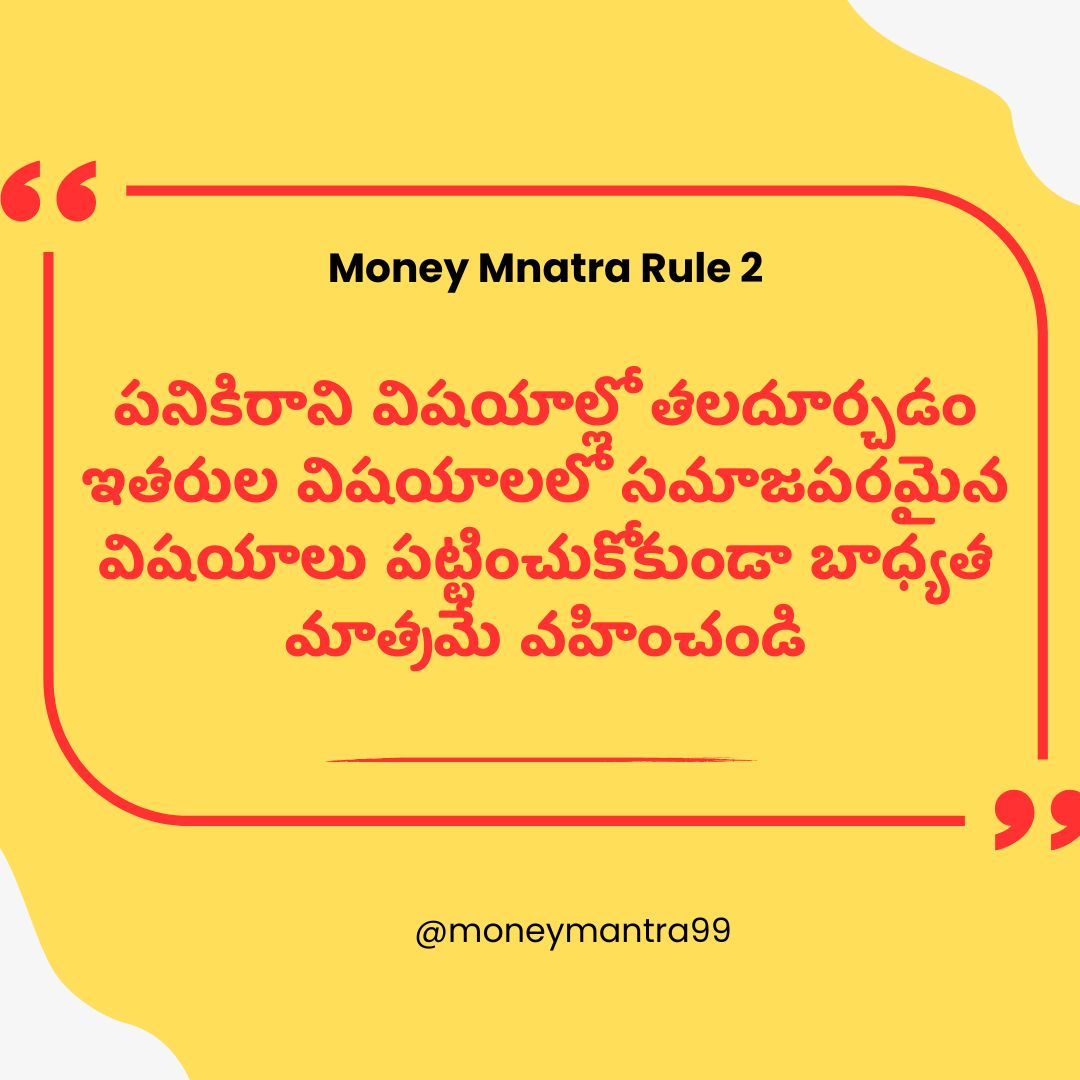 “
Money Mnatra Rule 2
పనికిరాని విషయాల్లో తలదూర్చడం
ఇతరుల విషయాలలో సమాజపరమైన
విషయాలు పట్టించుకోకుండా బాధ్యత
మాత్రమే వహించండి
”
@moneymantra99